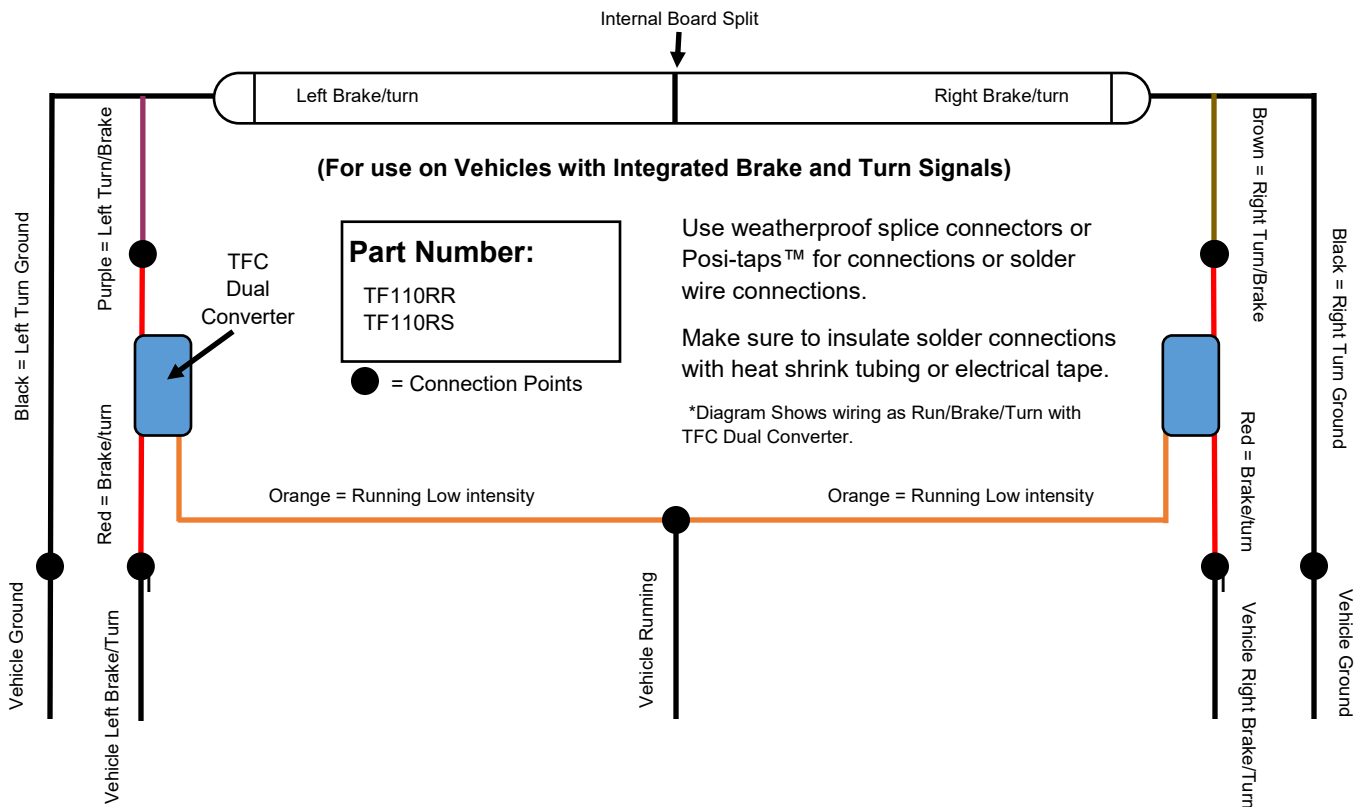 Internal Board Split
Left Brake/turn
Right Brake/turn
(For use on Vehicles with Integrated Brake and Turn Signals)
Black = Left Turn Ground
Purple = Left Turn/Brake
TFC
Dual
Converter
Part Number:
TF110RR
TF110RS
= Connection Points
Use weatherproof splice connectors or
Posi-taps™ for connections or solder
wire connections.
Make sure to insulate solder connections
with heat shrink tubing or electrical tape.
*Diagram Shows wiring as Run/Brake/Turn with
TFC Dual Converter.
Brown = Right Turn/Brake
Black = Right Turn Ground
Red = Brake/turn
Orange = Running Low intensity
Orange = Running Low intensity
Red = Brake/turn
Vehicle Ground
Vehicle Left Brake/Turn
Vehicle Running
Vehicle Right Brake/Turn
Vehicle Ground